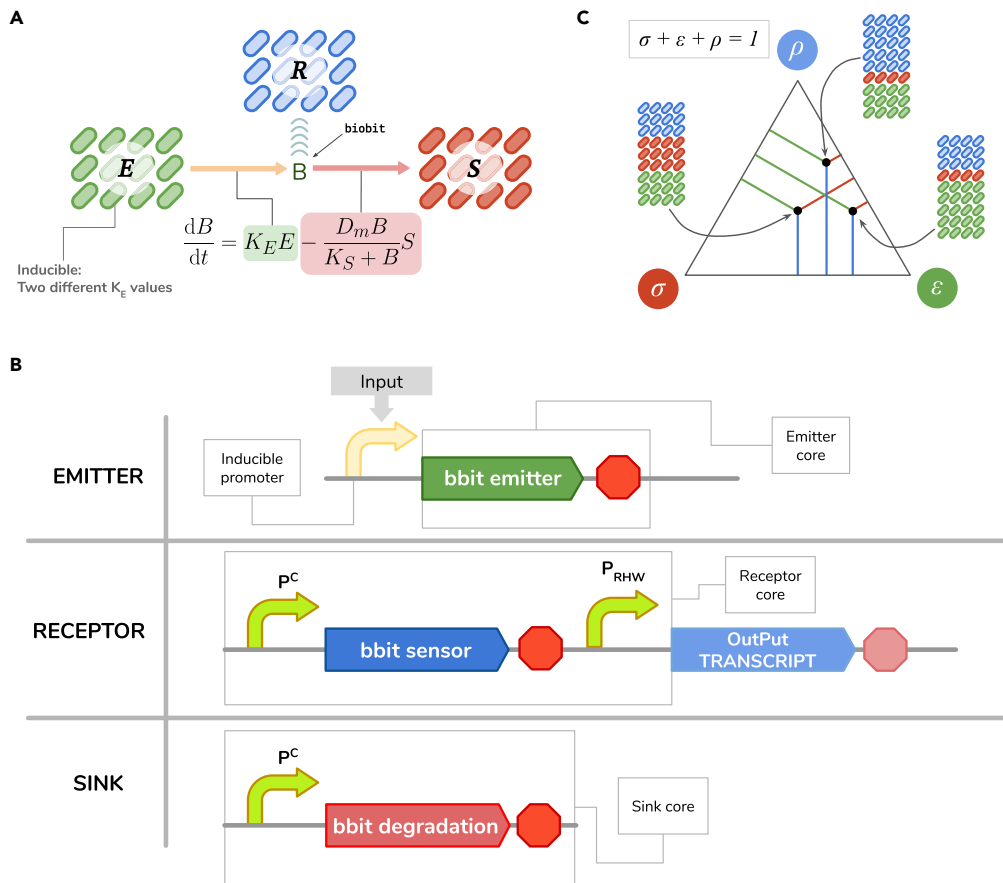 A
R
biobit
E
B
S
dB/dt = K_E E − D_m B/(K_S + B) S
Inducible:
Two different K_E values
C
σ + ε + ρ = 1
ρ
σ
ε
B
Input
EMITTER
Inducible
promoter
bbit emitter
Emitter
core
RECEPTOR
P^C
bbit sensor
P_RHW
Receptor
core
OutPut
TRANSCRIPT
SINK
P^C
bbit degradation
Sink core